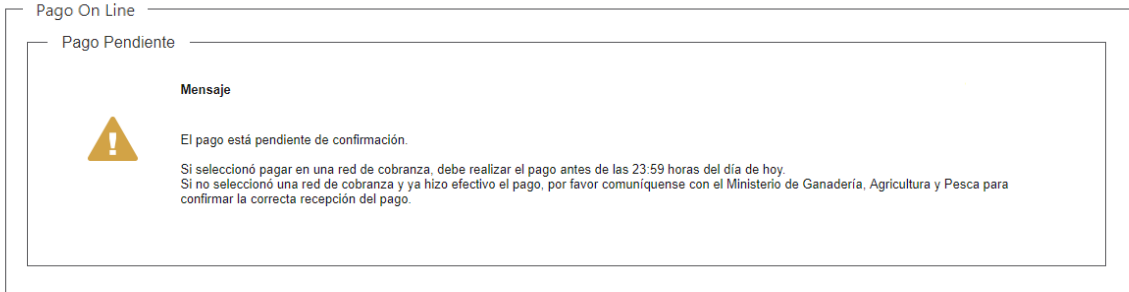 Pago On Line
Pago Pendiente
Mensaje
El pago está pendiente de confirmación.
Si seleccionó pagar en una red de cobranza, debe realizar el pago antes de las 23:59 horas del día de hoy.
Si no seleccionó una red de cobranza y ya hizo efectivo el pago, por favor comuníquense con el Ministerio de Ganadería, Agricultura y Pesca para
confirmar la correcta recepción del pago.